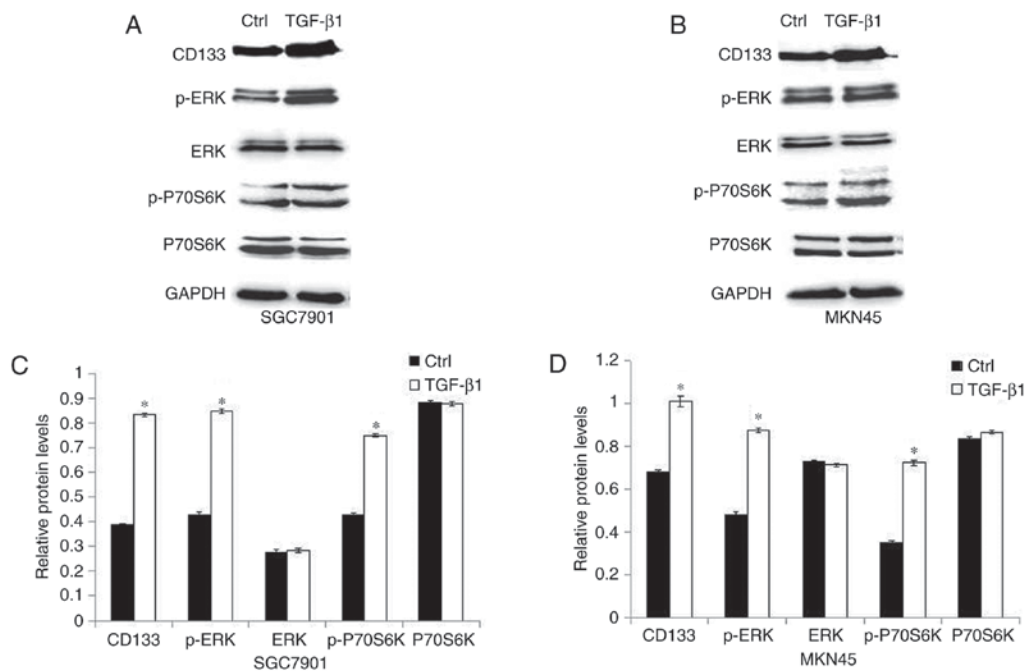 A
Ctrl TGF-β1
CD133
p-ERK
ERK
p-P70S6K
P70S6K
GAPDH
SGC7901
B
Ctrl TGF-β1
CD133
p-ERK
ERK
p-P70S6K
P70S6K
GAPDH
MKN45
C
Relative protein levels
1
0.9
0.8
0.7
0.6
0.5
0.4
0.3
0.2
0.1
0
Ctrl
TGF-β1
*
*
*
CD133 p-ERK ERK p-P70S6K P70S6K
SGC7901
D
Relative protein levels
1.2
1
0.8
0.6
0.4
0.2
0
Ctrl
TGF-β1
*
*
*
CD133 p-ERK ERK p-P70S6K P70S6K
MKN45